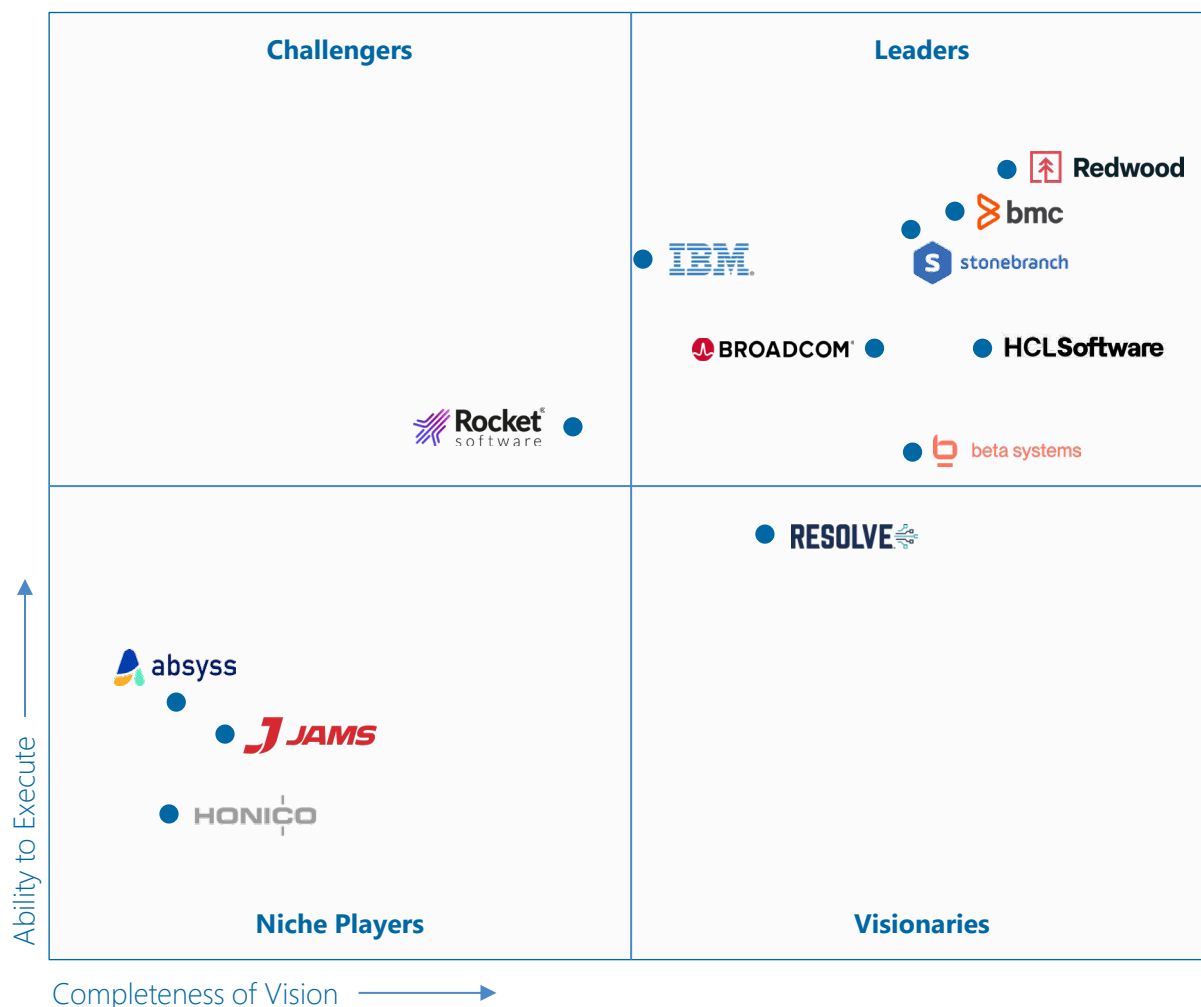 Challengers
Leaders
Redwood
bmc
S
stonebranch
IBM®
BROADCOM®
HCLSoftware
Rocket®
software
beta systems
RESOLVE
absyss
JAMS
HONICO
Niche Players
Visionaries
Ability to Execute
Completeness of Vision